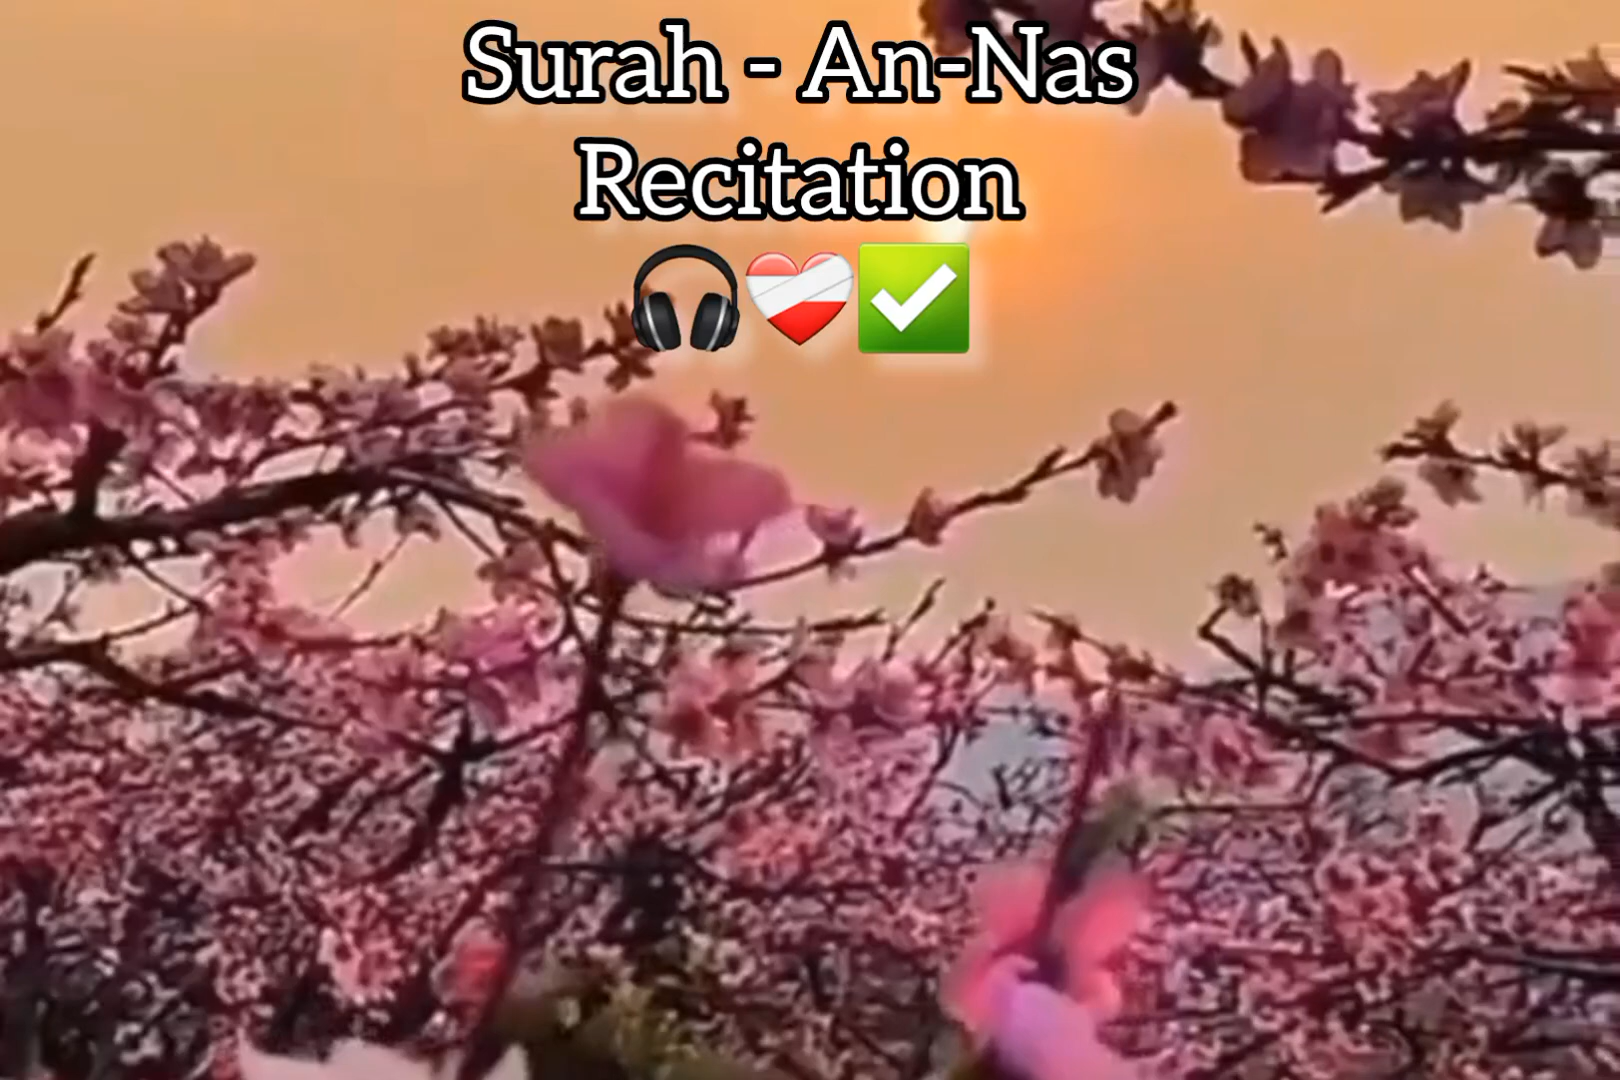 Surah - An-Nas
Recitation
🎧❤️‍🩹✅